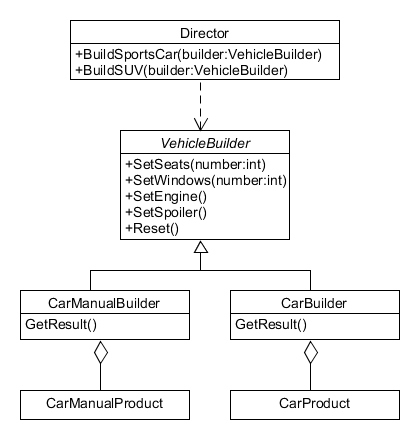 Director
+BuildSportsCar(builder:VehicleBuilder)
+BuildSUV(builder:VehicleBuilder)
VehicleBuilder
+SetSeats(number:int)
+SetWindows(number:int)
+SetEngine()
+SetSpoiler()
+Reset()
CarManualBuilder
GetResult()
CarBuilder
GetResult()
CarManualProduct
CarProduct